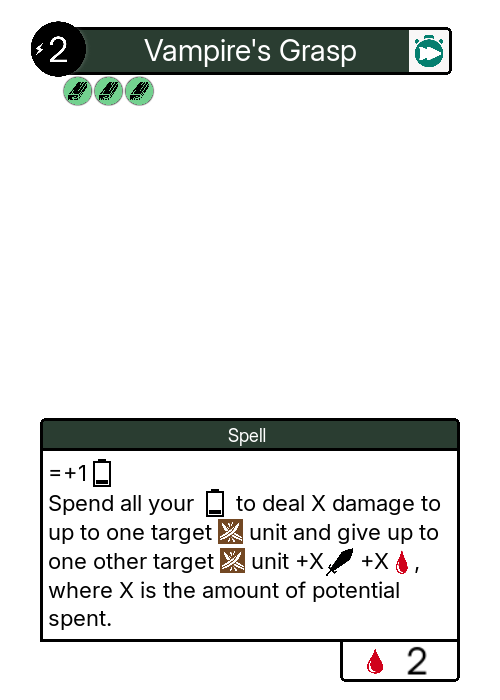 2
Vampire's Grasp
Spell
=+1
Spend all your to deal X damage to
up to one target unit and give up to
one other target unit +X +X ,
where X is the amount of potential
spent.
2